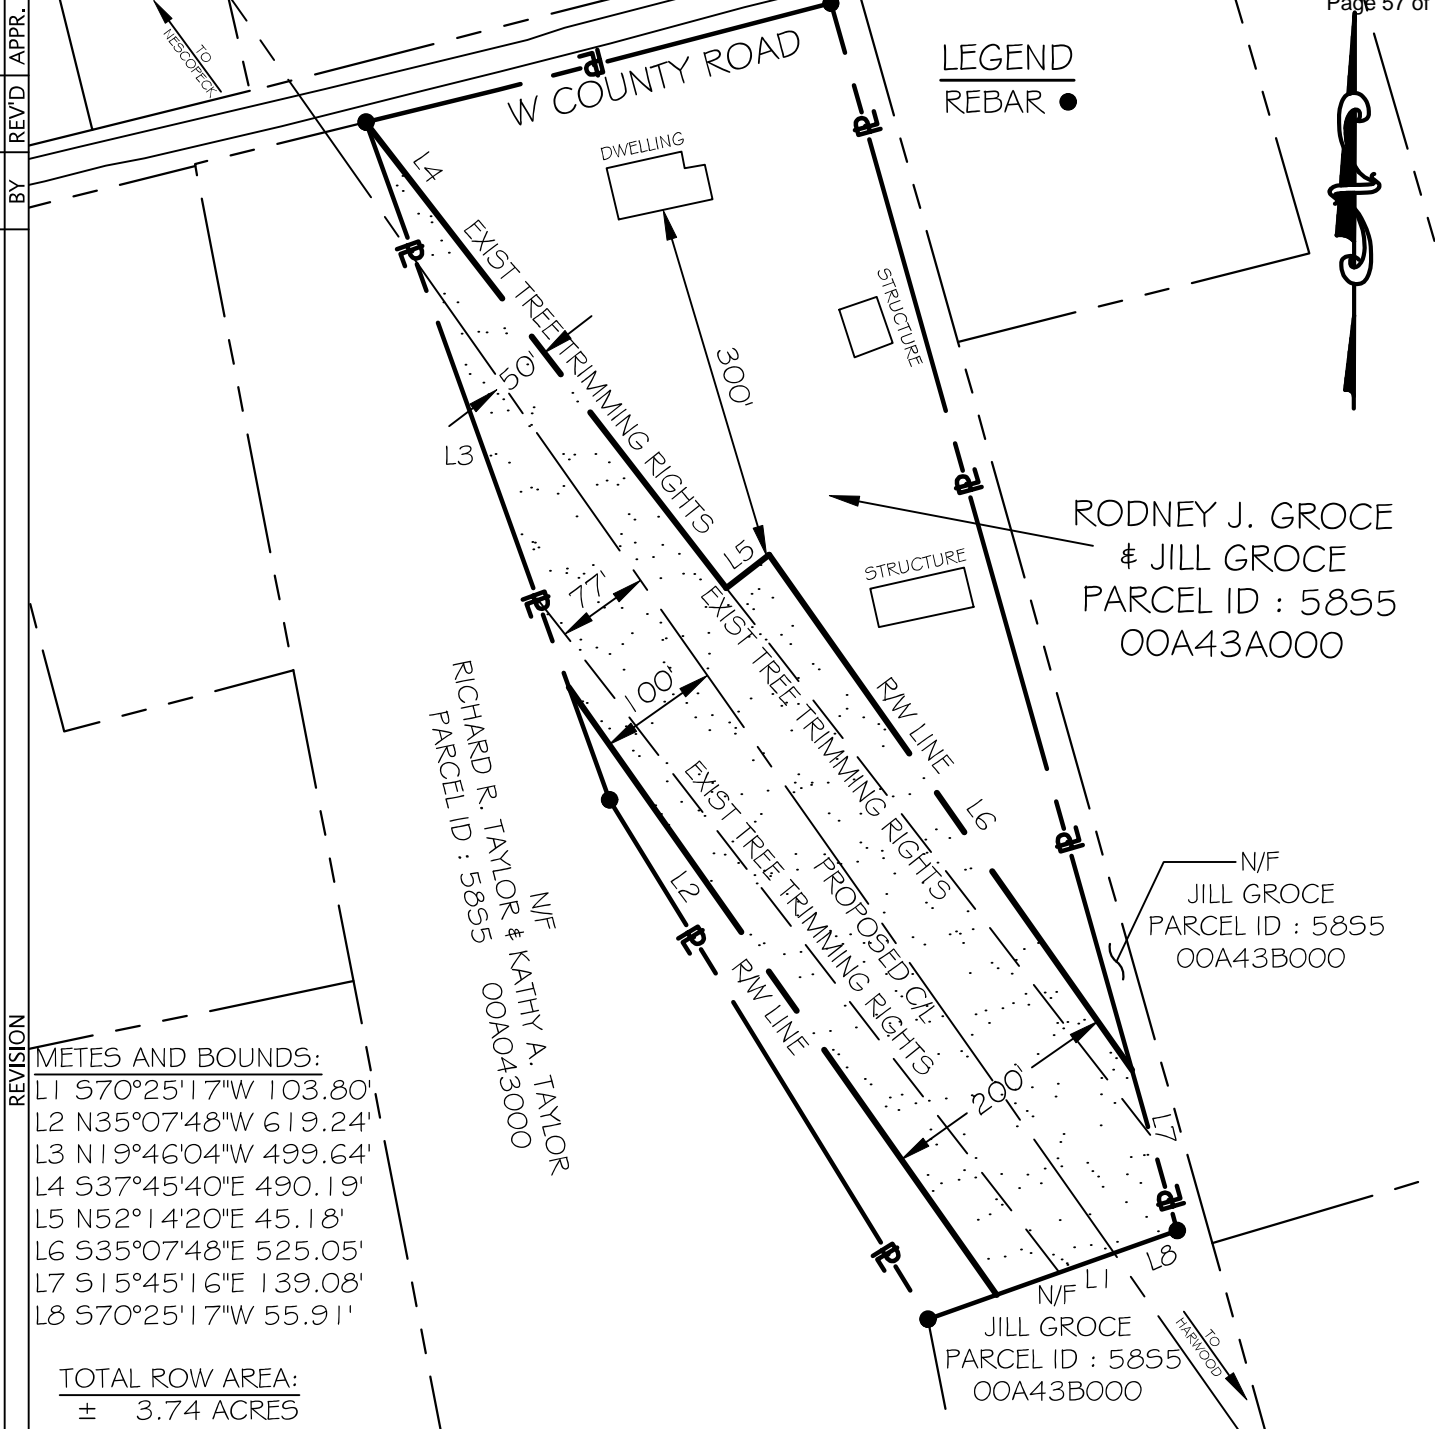 Page 57 of
APPR.
REV'D
BY
REVISION
TO
NESCOPECK
W COUNTY ROAD
LEGEND
REBAR
DWELLING
L4
EXIST TREE TRIMMING RIGHTS
STRUCTURE
50'
300'
L3
L5
STRUCTURE
77'
RODNEY J. GROCE
& JILL GROCE
PARCEL ID : 58S5
00A43A000
EXIST TREE TRIMMING RIGHTS
R/W LINE
00'
L6
RICHARD R. TAYLOR & KATHY A. TAYLOR
PARCEL ID : 58S5 00A043000
N/F
EXIST TREE TRIMMING RIGHTS
PROPOSED C/L
L2
R/W LINE
N/F
JILL GROCE
PARCEL ID : 58S5
00A43B000
200'
L7
L8
L1
N/F
JILL GROCE
PARCEL ID : 58S5
00A43B000
TO
HARWOOD
METES AND BOUNDS:
L1 S70°25'17"W 103.80'
L2 N35°07'48"W 619.24'
L3 N19°46'04"W 499.64'
L4 S37°45'40"E 490.19'
L5 N52°14'20"E 45.18'
L6 S35°07'48"E 525.05'
L7 S15°45'16"E 139.08'
L8 S70°25'17"W 55.91'
TOTAL ROW AREA:
± 3.74 ACRES